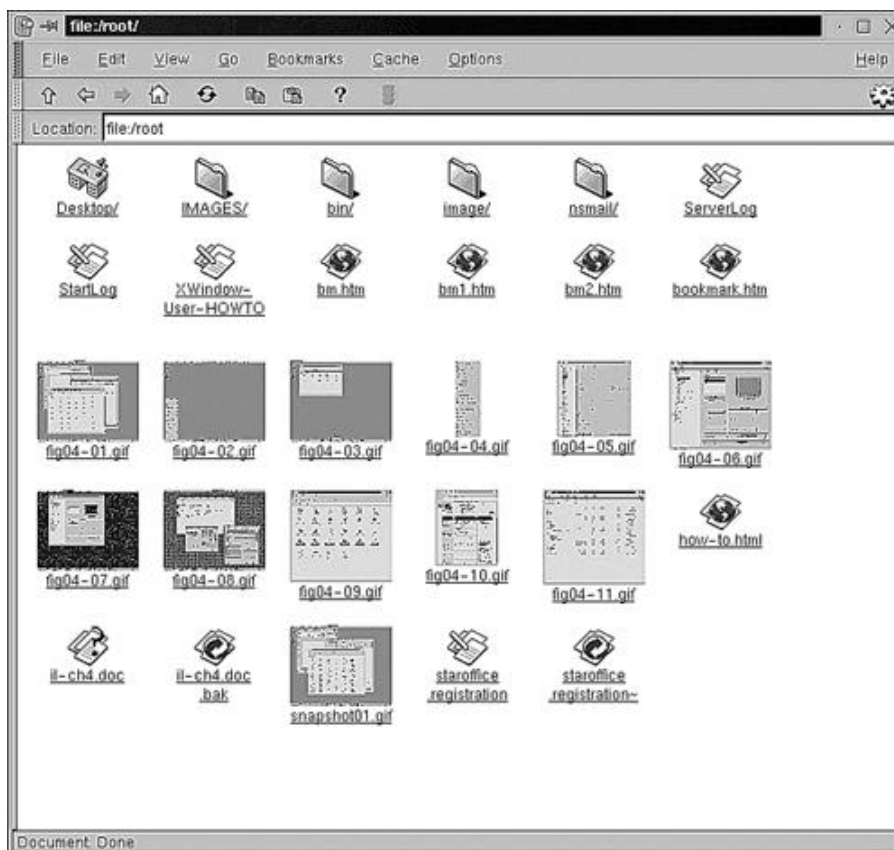 file:/root/
File Edit View Go Bookmarks Cache Options Help
?
Location: file:/root
Desktop/ IMAGES/ bin/ image/ nsmail/ ServerLog
StartLog XWindow- bm.htm bm1.htm bm2.htm bookmark.htm
User-HOWTO
fig04-01.gif fig04-02.gif fig04-03.gif fig04-04.gif fig04-05.gif fig04-06.gif
fig04-07.gif fig04-08.gif fig04-09.gif fig04-10.gif fig04-11.gif how-to.html
il-ch4.doc il-ch4.doc snapshot01.gif staroffice staroffice
.bak .registration .registration~
Document: Done